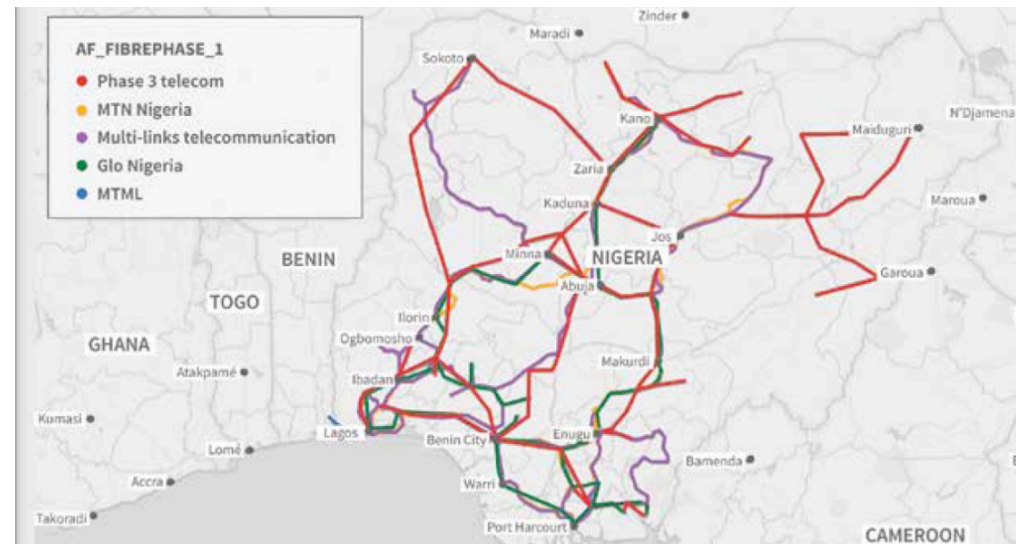 AF_FIBREPHASE_1
Phase 3 telecom
MTN Nigeria
Multi-links telecommunication
Glo Nigeria
MTML
Zinder
Maradi
Sokoto
N'Djamena
Kano
Maiduguri
Zaria
Maroua
Kaduna
Jos
NIGERIA
Minna
BENIN
Garoua
Abuja
TOGO
Ilorin
Ogbomosho
GHANA
Makurdi
Atakpamé
Ibadan
Kumasi
Lagos
Benin City
Enugu
Lomé
Bamenda
Accra
Warri
Takoradi
Port Harcourt
CAMEROON